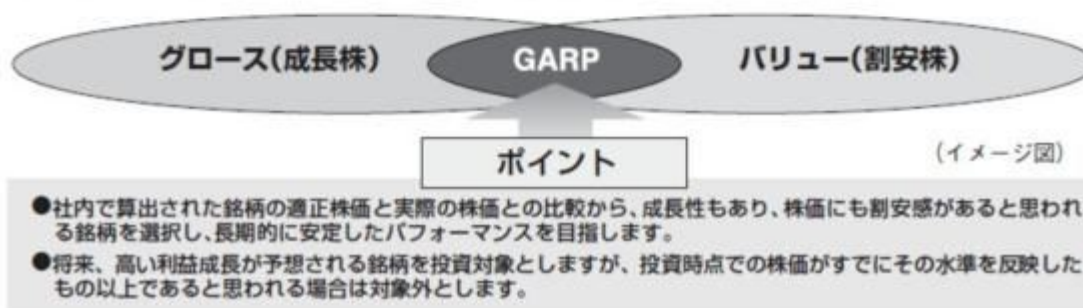 グロース(成長株) GARP バリュー(割安株)
ポイント
(イメージ図)
●社内で算出された銘柄の適正株価と実際の株価との比較から、成長性もあり、株価にも割安感があると思われ
る銘柄を選択し、長期的に安定したパフォーマンスを目指します。
●将来、高い利益成長が予想される銘柄を投資対象としますが、投資時点での株価がすでにその水準を反映した
もの以上であると思われる場合は対象外とします。